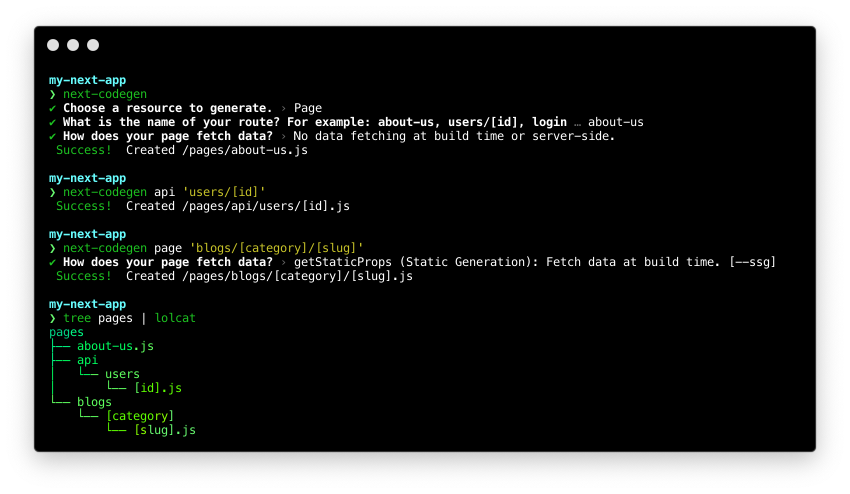 my-next-app
❯ next-codegen
✔ Choose a resource to generate. › Page
✔ What is the name of your route? For example: about-us, users/[id], login … about-us
✔ How does your page fetch data? › No data fetching at build time or server-side.
Success!  Created /pages/about-us.js
my-next-app
❯ next-codegen api 'users/[id]'
Success!  Created /pages/api/users/[id].js
my-next-app
❯ next-codegen page 'blogs/[category]/[slug]'
✔ How does your page fetch data? › getStaticProps (Static Generation): Fetch data at build time. [--ssg]
Success!  Created /pages/blogs/[category]/[slug].js
my-next-app
❯ tree pages | lolcat
pages
├── about-us.js
├── api
│   └── users
│       └── [id].js
└── blogs
    └── [category]
        └── [slug].js